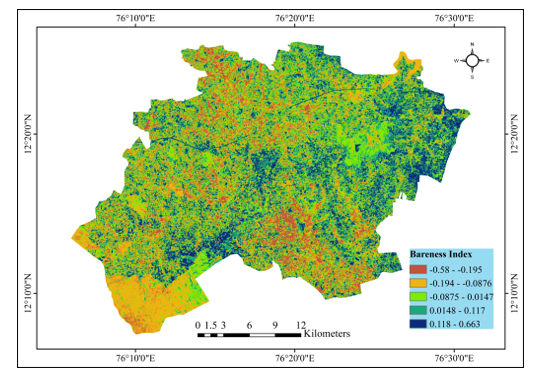 76°10'0"E 76°20'0"E 76°30'0"E
N
W E
S
12°20'0"N 12°20'0"N
Bareness Index
-0.58 - -0.195
-0.194 - -0.0876
-0.0875 - 0.0147
0.0148 - 0.117
0.118 - 0.663
12°10'0"N 12°10'0"N
0 1.5 3 6 9 12
Kilometers
76°10'0"E 76°20'0"E 76°30'0"E